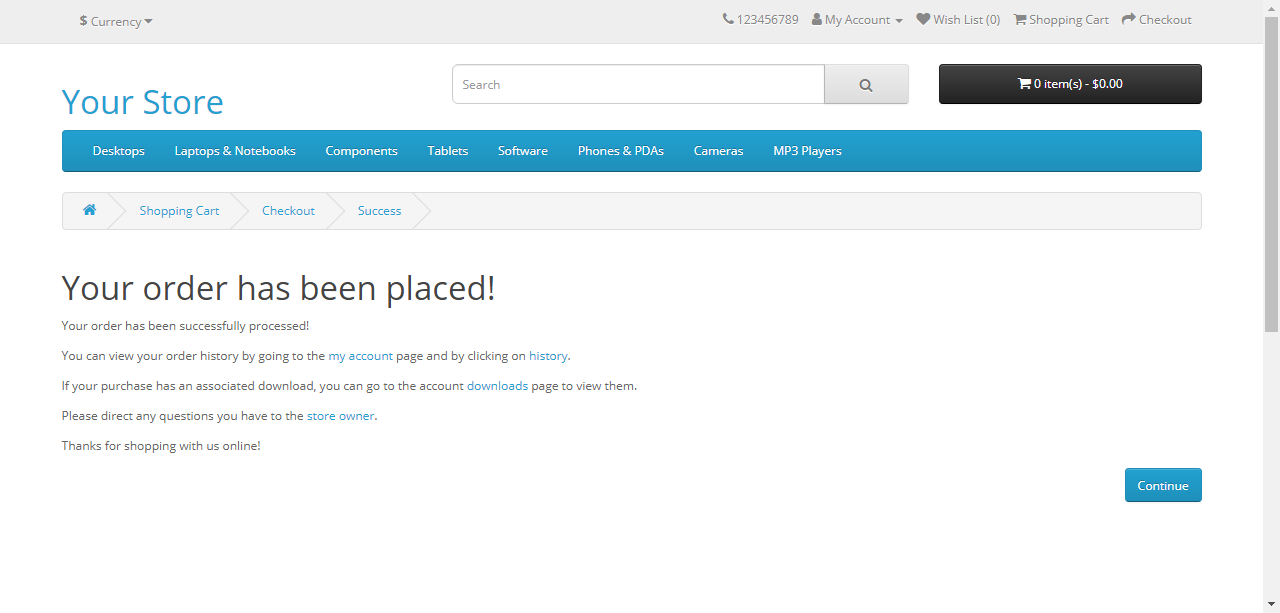 $ Currency
123456789 My Account Wish List (0) Shopping Cart Checkout
Your Store
Search
0 item(s) - $0.00
Desktops Laptops & Notebooks Components Tablets Software Phones & PDAs Cameras MP3 Players
Shopping Cart Checkout Success
Your order has been placed!
Your order has been successfully processed!
You can view your order history by going to the my account page and by clicking on history.
If your purchase has an associated download, you can go to the account downloads page to view them.
Please direct any questions you have to the store owner.
Thanks for shopping with us online!
Continue